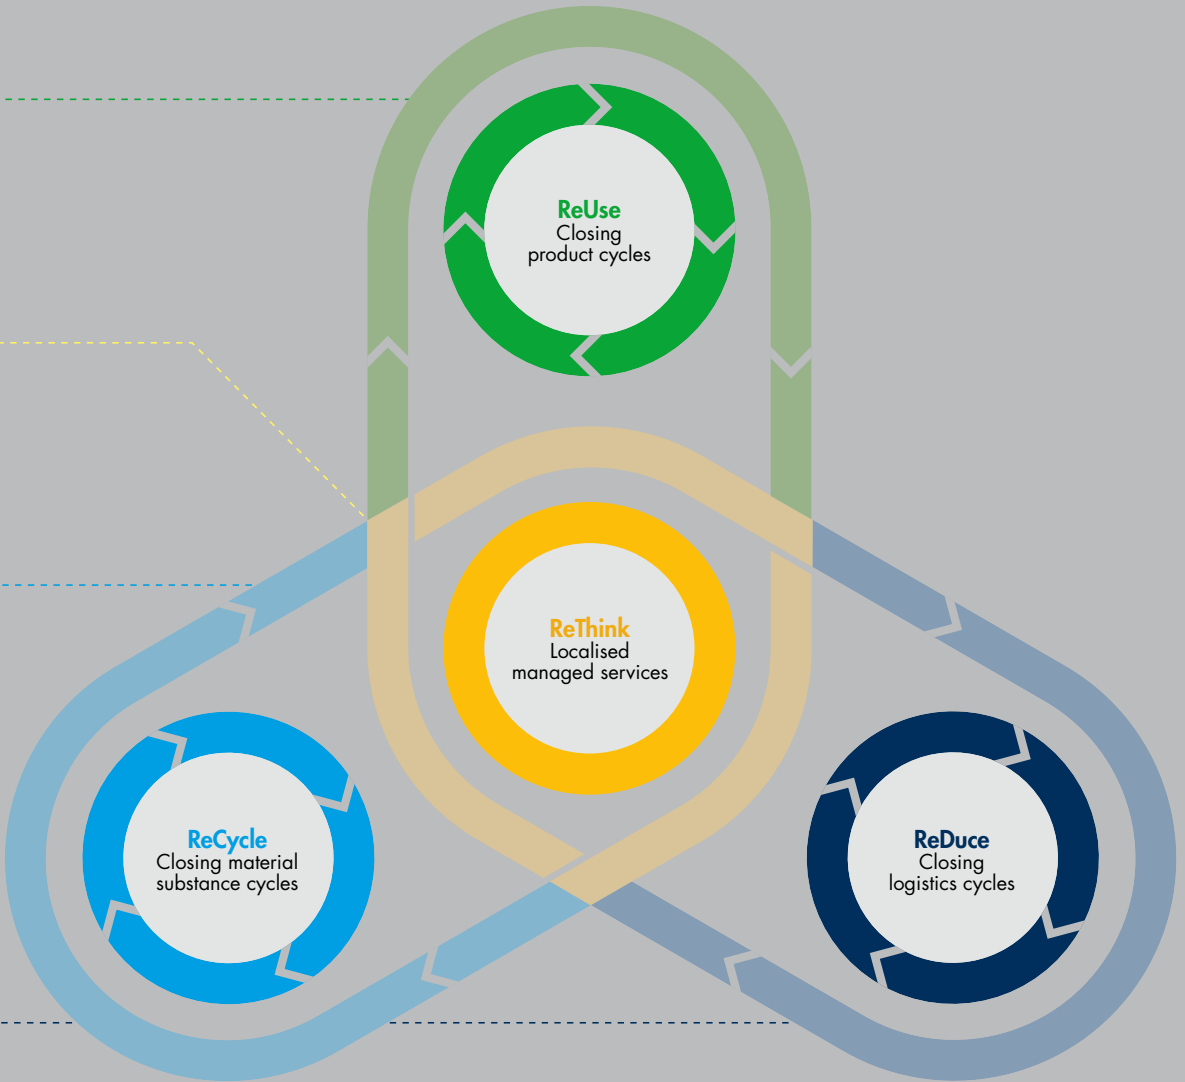 ReUse
Closing
product cycles
ReThink
Localised
managed services
ReCycle
Closing material
substance cycles
ReDuce
Closing
logistics cycles